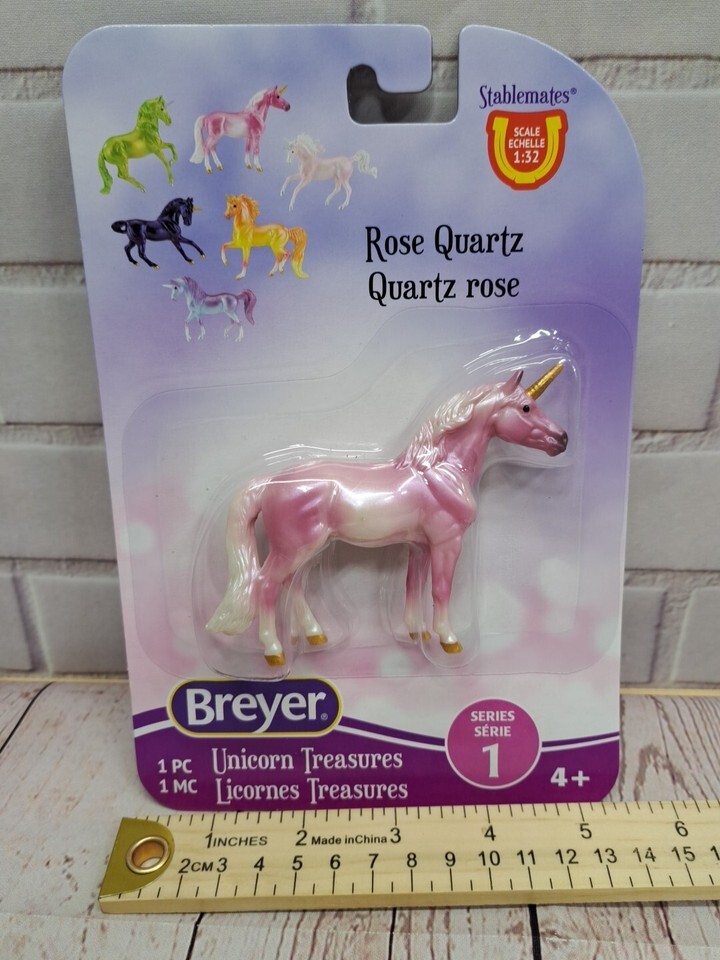 Stablemates®
SCALE
ECHELLE
1:32
Rose Quartz
Quartz rose
Breyer®
1 PC Unicorn Treasures
1 MC Licornes Treasures
SERIES
SÉRIE
1
4+
1 INCHES 2 Made in China 3 4 5 6
2CM 3 4 5 6 7 8 9 10 11 12 13 14 15